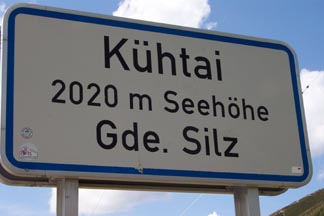 Kühtai
2020 m Seehöhe
Gde. Silz